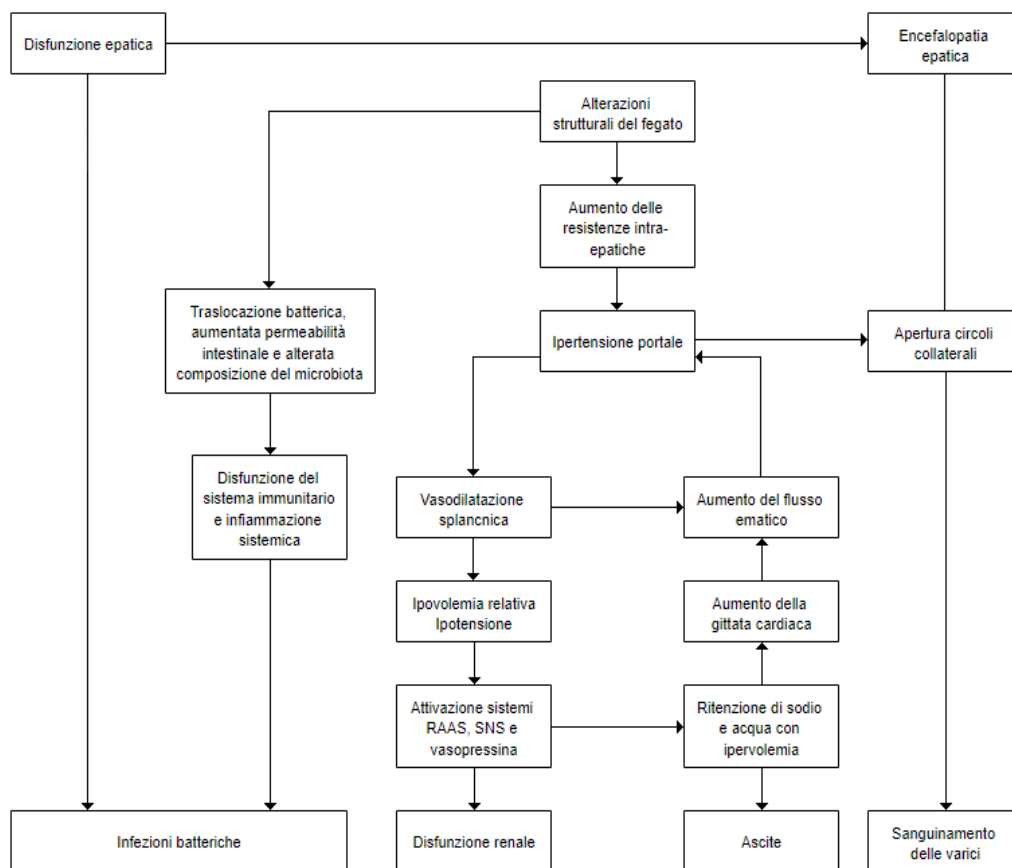 Disfunzione epatica
Encefalopatia
epatica
Alterazioni
strutturali del fegato
Aumento delle
resistenze intra-
epatiche
Traslocazione batterica,
aumentata permeabilità
intestinale e alterata
composizione del microbiota
Ipertensione portale
Apertura circoli
collaterali
Disfunzione del
sistema immunitario
e infiammazione
sistemica
Vasodilatazione
splancnica
Aumento del flusso
ematico
Ipovolemia relativa
Ipotensione
Aumento della
gittata cardiaca
Attivazione sistemi
RAAS, SNS e
vasopressina
Ritenzione di sodio
e acqua con
ipervolemia
Infezioni batteriche
Disfunzione renale
Ascite
Sanguinamento
delle varici